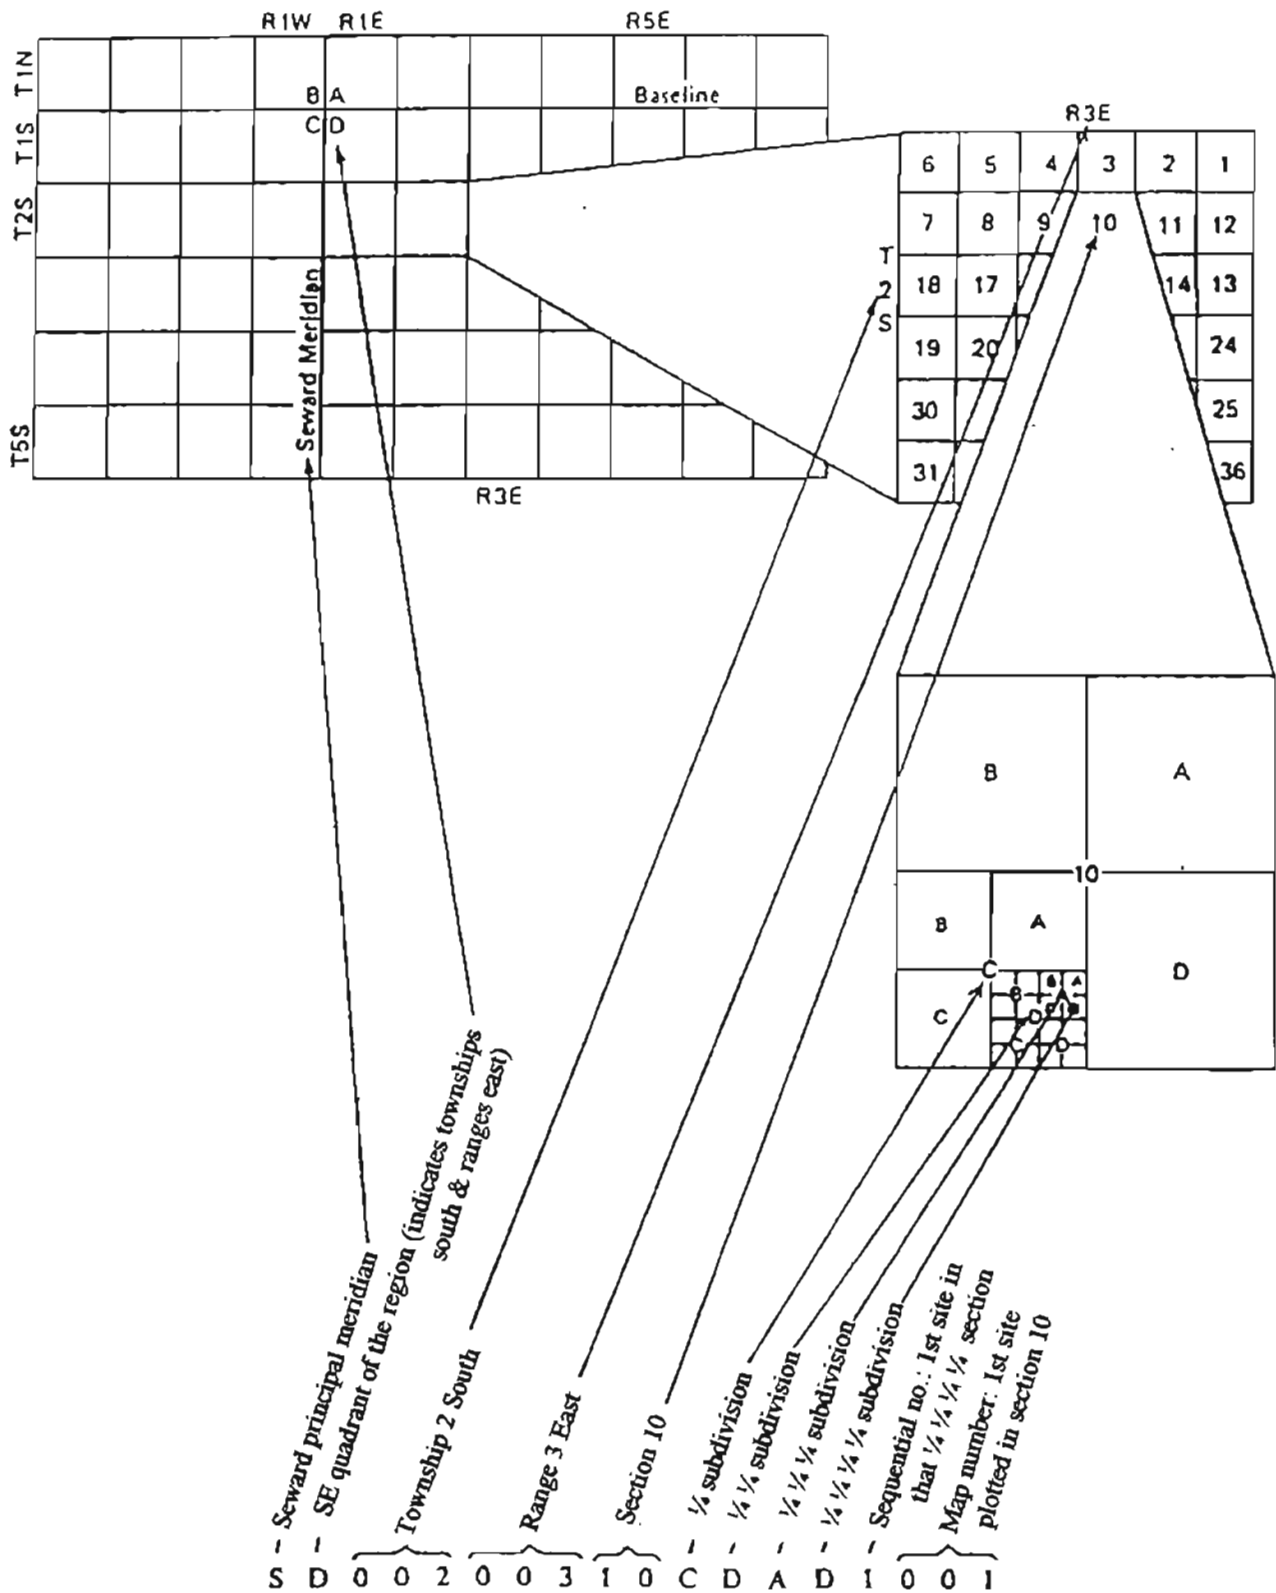 R1W R1E R5E
T1N
B A
Baseline
T1S
C D
R3E
6 5 4 3 2 1
T2S
7 8 9 10 11 12
T
2
S
18 17 14 13
Seward Meridian
19 20 24
30 25
T5S
31 36
R3E
B A
10
B A
C D
C
B A
B A
D C
C D
Seward principal meridian
SE quadrant of the region (indicates townships
south & ranges east)
Township 2 South
Range 3 East
Section 10
¼ subdivision
¼ ¼ subdivision
¼ ¼ ¼ subdivision
¼ ¼ ¼ ¼ subdivision
Sequential no.: 1st site in
that ¼ ¼ ¼ ¼ section
Map number: 1st site
plotted in section 10
S D 0 0 2 0 0 3 1 0 C D A D 1 0 0 1